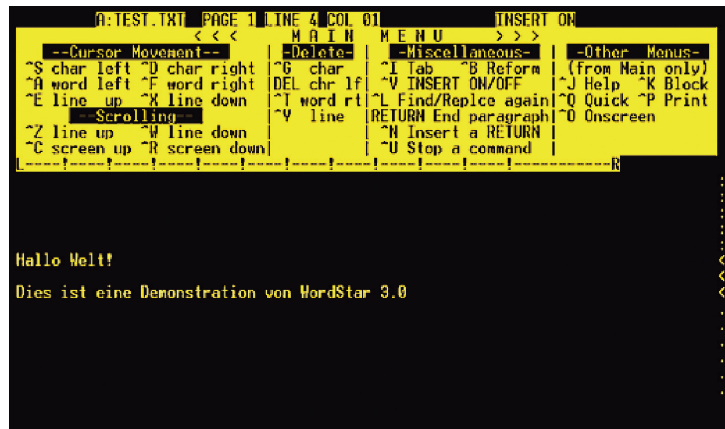 A:TEST.TXT PAGE 1 LINE 4 COL 01 INSERT ON
< < < M A I N M E N U > > >
--Cursor Movement-- | -Delete- | -Miscellaneous- | -Other Menus-
^S char left ^D char right |^G char | ^I Tab ^B Reform | (from Main only)
^A word left ^F word right |DEL chr lf| ^V INSERT ON/OFF |^J Help ^K Block
^E line up ^X line down |^T word rt|^L Find/Replce again|^Q Quick ^P Print
--Scrolling-- |^Y line |RETURN End paragraph|^O Onscreen
^Z line up ^W line down | | ^N Insert a RETURN |
^C screen up ^R screen down| | ^U Stop a command |
L----!----!----!----!----!----!----!----!----!----!----!--------R
Hallo Welt! <
<
Dies ist eine Demonstration von WordStar 3.0 <